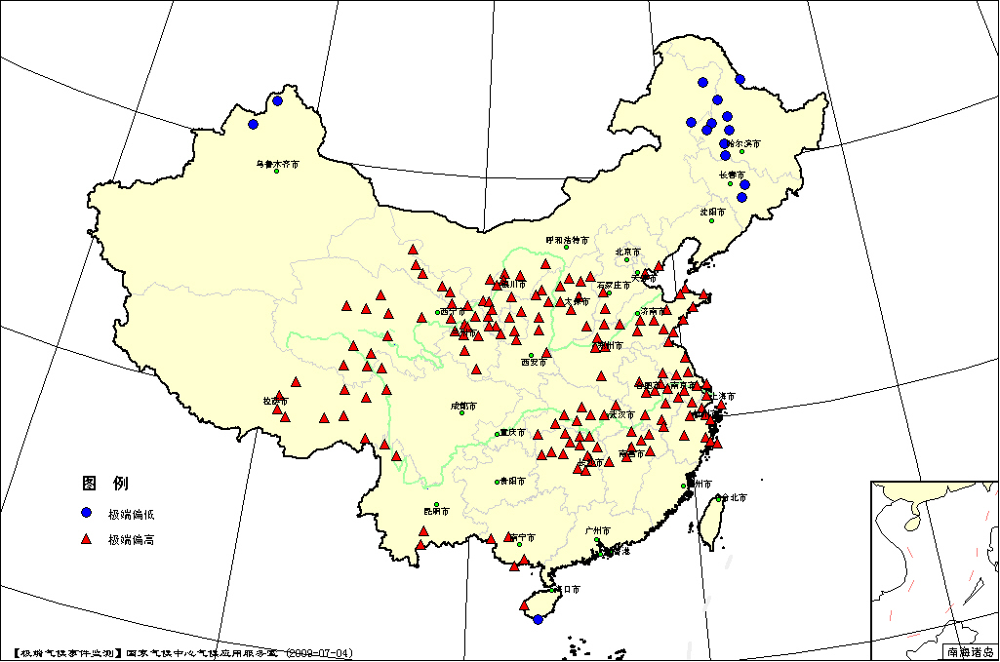 乌鲁木齐市
哈尔滨市
长春市
沈阳市
呼和浩特市
北京市
天津市
石家庄市
银川市
太原市
西宁市
济南市
兰州市
郑州市
西安市
拉萨市
合肥市
南京市
上海市
成都市
武汉市
杭州市
重庆市
南昌市
长沙市
贵阳市
福州市
台北市
昆明市
南宁市
广州市
香港
海口市
图 例
极端偏低
极端偏高
【极端气候事件监测】国家气候中心气候应用服务室 (2009-07-04)
南海诸岛